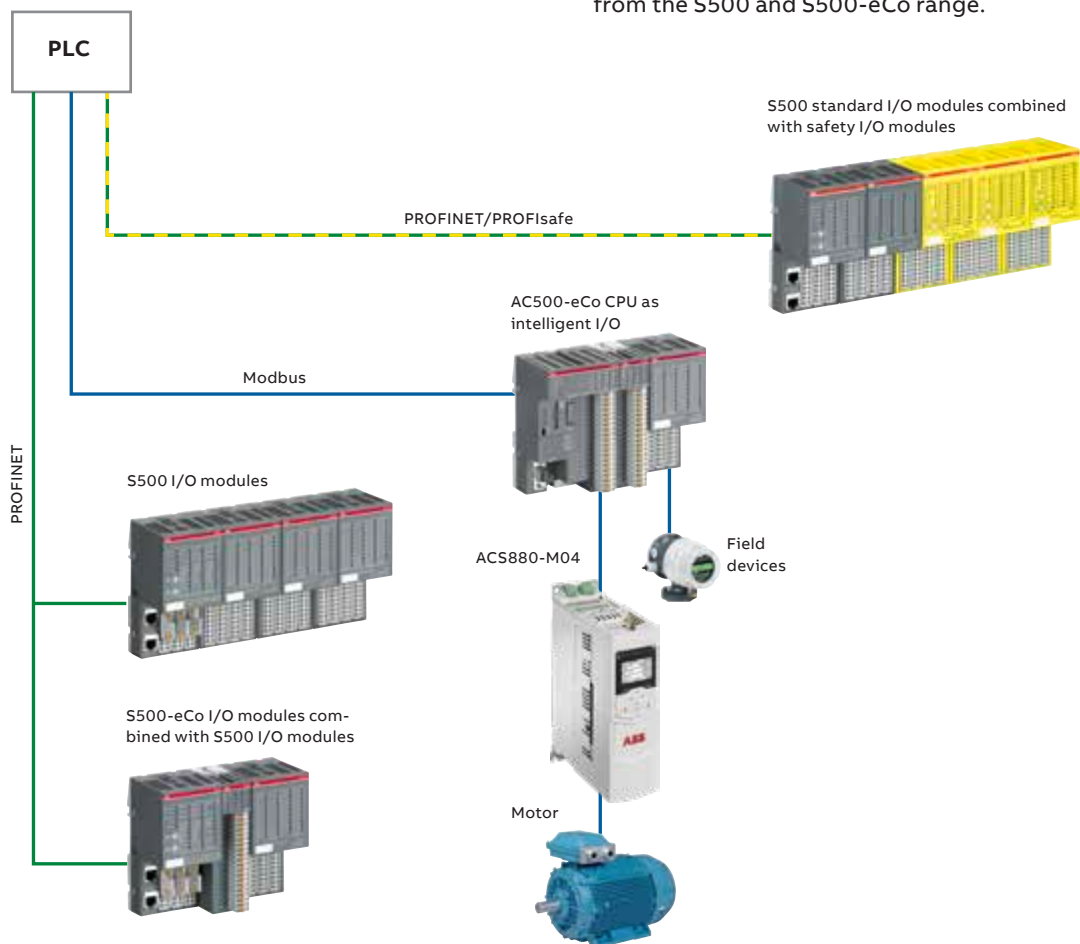 from the S500 and S500-eCo range.
PLC
S500 standard I/O modules combined
with safety I/O modules
PROFINET/PROFIsafe
AC500-eCo CPU as
intelligent I/O
Modbus
PROFINET
S500 I/O modules
ACS880-M04
Field
devices
S500-eCo I/O modules com-
bined with S500 I/O modules
ABB
Motor